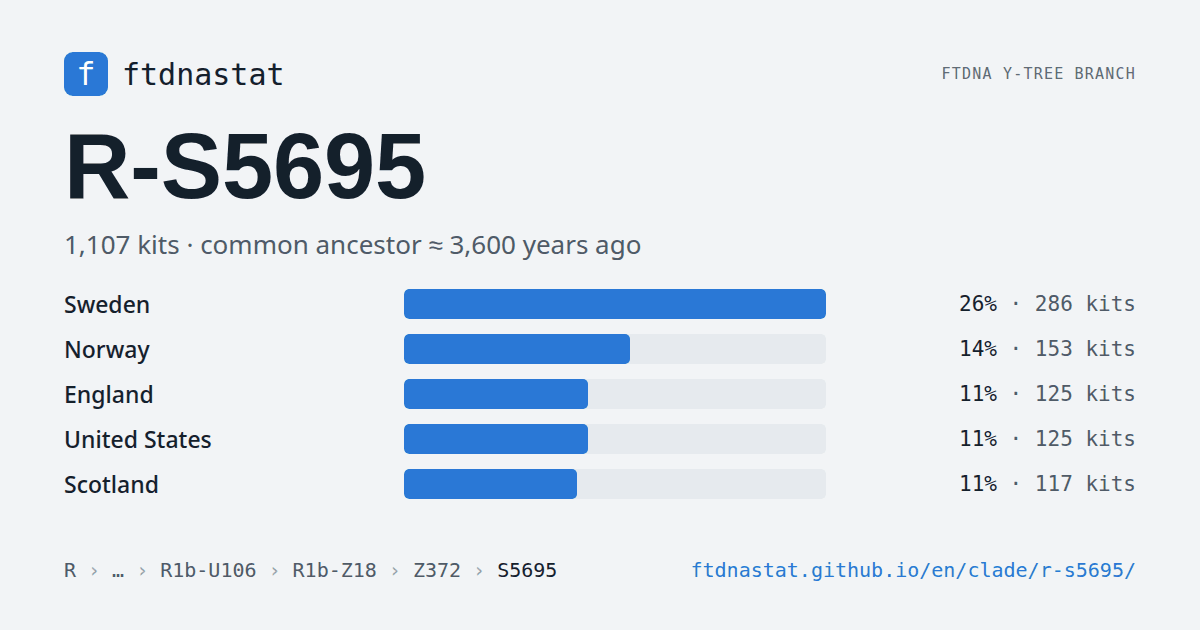 f ftdnastat
FTDNA Y-TREE BRANCH
R-S5695
1,107 kits · common ancestor ≈ 3,600 years ago
Sweden 26% · 286 kits
Norway 14% · 153 kits
England 11% · 125 kits
United States 11% · 125 kits
Scotland 11% · 117 kits
R › … › R1b-U106 › R1b-Z18 › Z372 › S5695
ftdnastat.github.io/en/clade/r-s5695/